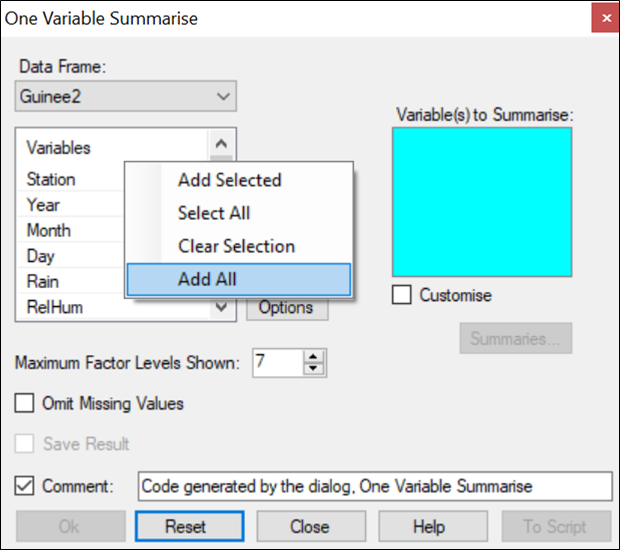 One Variable Summarise
Data Frame:
Guinee2
Variables
Station
Year
Month
Day
Rain
RelHum
Add Selected
Select All
Clear Selection
Add All
Options
Variable(s) to Summarise:
Customise
Summaries...
Maximum Factor Levels Shown: 7
Omit Missing Values
Save Result
Comment: Code generated by the dialog, One Variable Summarise
Ok Reset Close Help To Script